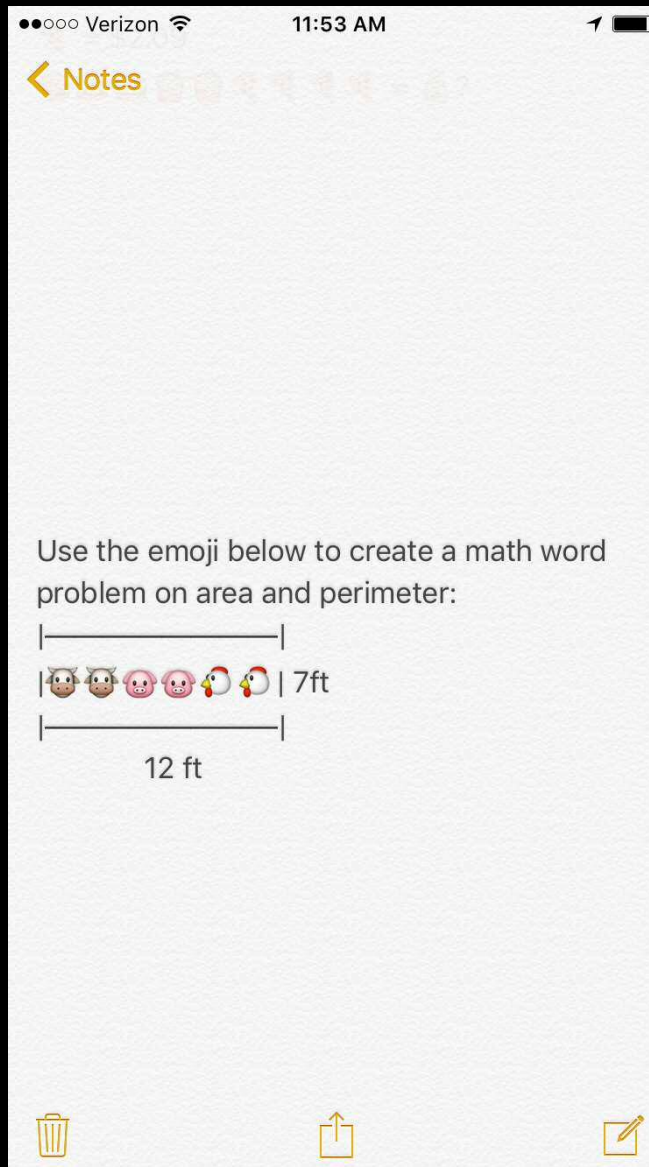 ●●○○○ Verizon 11:53 AM
Notes
Use the emoji below to create a math word
problem on area and perimeter:
|——————————|
|🐮🐮🐷🐷🐔🐔| 7ft
|——————————|
12 ft